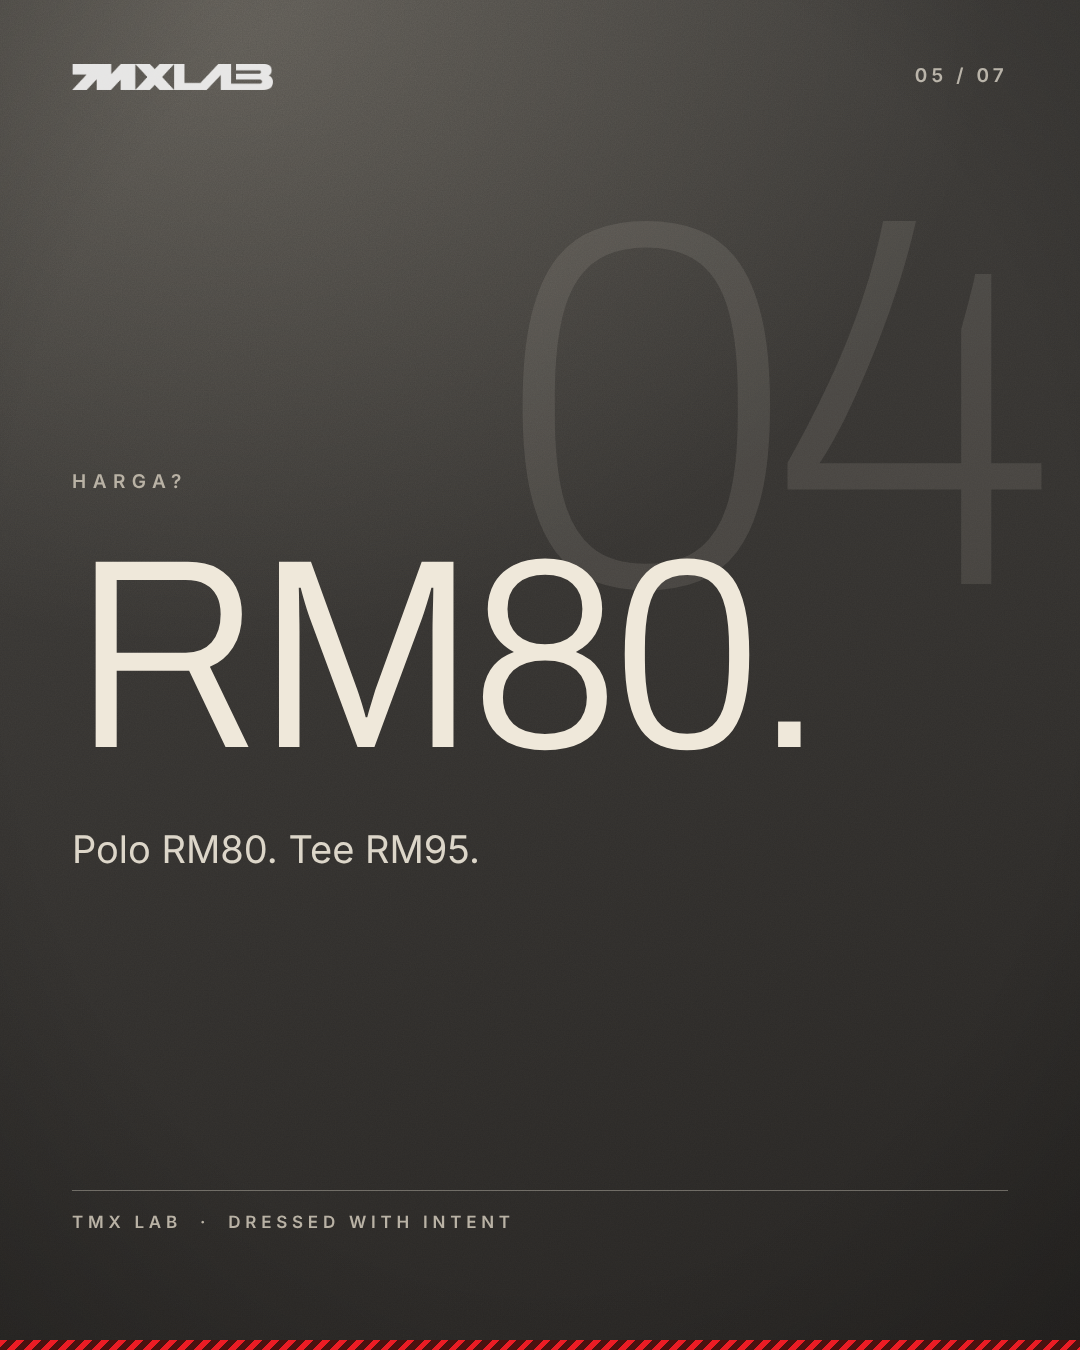 TMXLAB
05 / 07
04
HARGA?
RM80.
Polo RM80. Tee RM95.
TMX LAB · DRESSED WITH INTENT